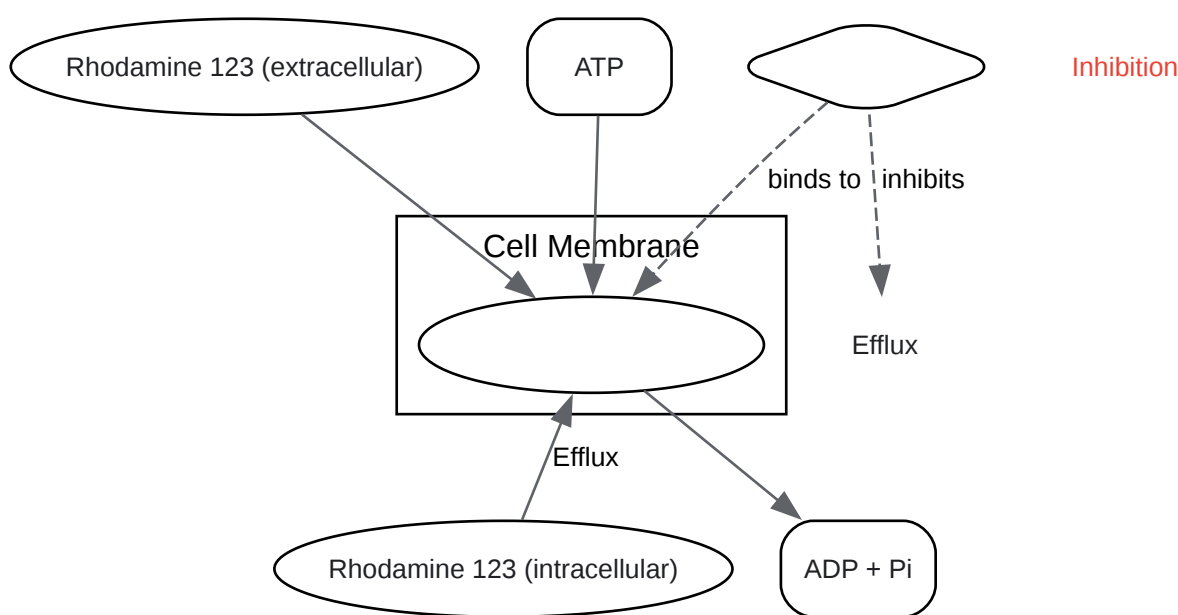 Rhodamine 123 (extracellular)
ATP
Inhibition
binds to
inhibits
Cell Membrane
Efflux
Efflux
Rhodamine 123 (intracellular)
ADP + Pi